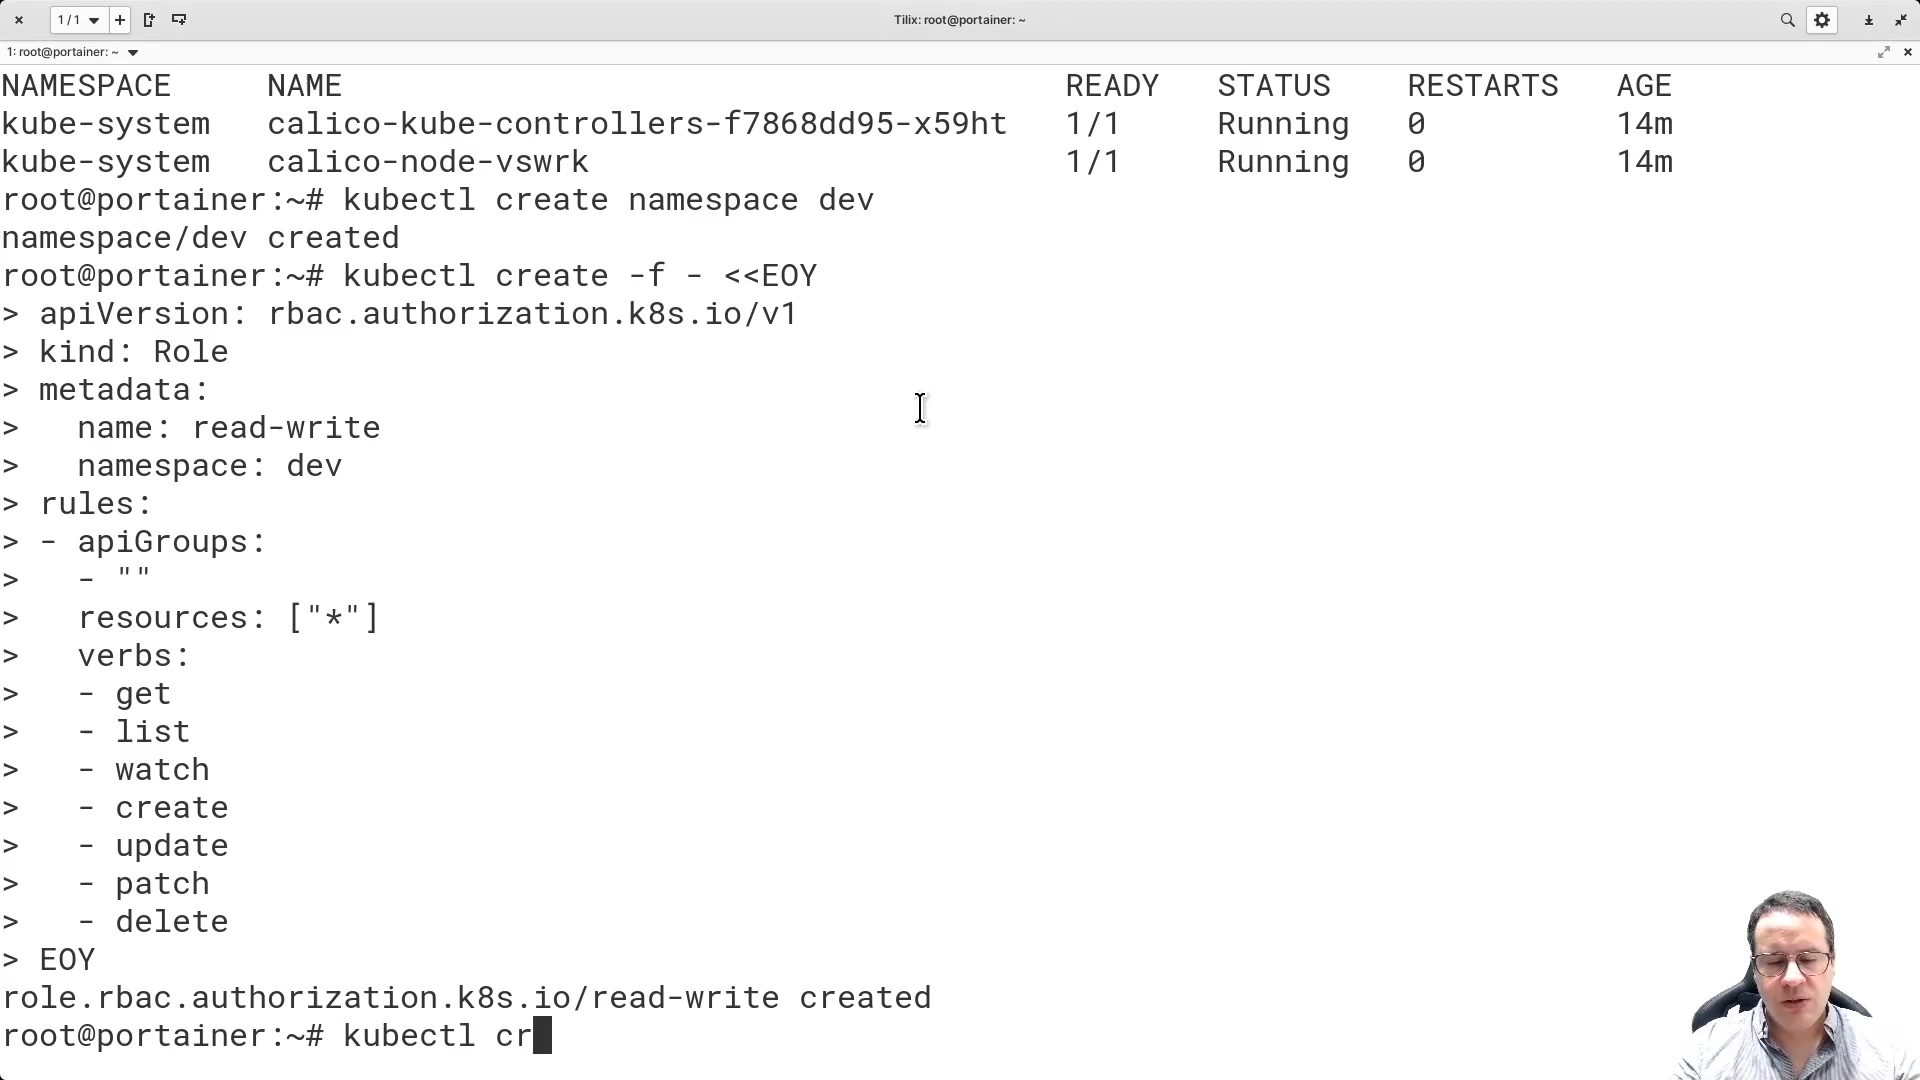 1 / 1
Tilix: root@portainer: ~
1: root@portainer: ~
NAMESPACE NAME READY STATUS RESTARTS AGE
kube-system calico-kube-controllers-f7868dd95-x59ht 1/1 Running 0 14m
kube-system calico-node-vswrk 1/1 Running 0 14m
root@portainer:~# kubectl create namespace dev
namespace/dev created
root@portainer:~# kubectl create -f - <<EOY
> apiVersion: rbac.authorization.k8s.io/v1
> kind: Role
> metadata:
>   name: read-write
>   namespace: dev
> rules:
> - apiGroups:
>   - ""
>   resources: ["*"]
>   verbs:
>   - get
>   - list
>   - watch
>   - create
>   - update
>   - patch
>   - delete
> EOY
role.rbac.authorization.k8s.io/read-write created
root@portainer:~# kubectl cr